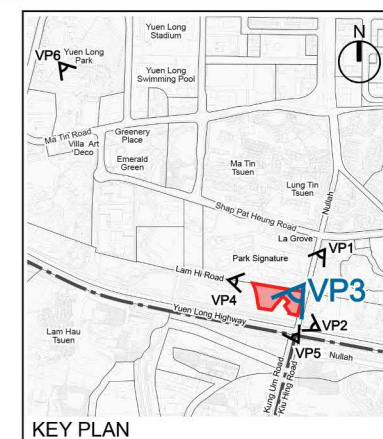 N
Yuen Long
Stadium
VP6
Yuen Long
Park
Yuen Long
Swimming Pool
Ma Tin Road
Villa Art
Deco
Greenery
Place
Emerald
Green
Ma Tin
Tsuen
Lung Tin
Tsuen
Nullah
Shap Pat Heung Road
La Grove
VP1
Park Signature
Lam Hi Road
VP4
VP3
Yuen Long Highway
VP2
Lam Hau
Tsuen
VP5
Nullah
Kung Um Road
Kiu Hing Road
KEY PLAN